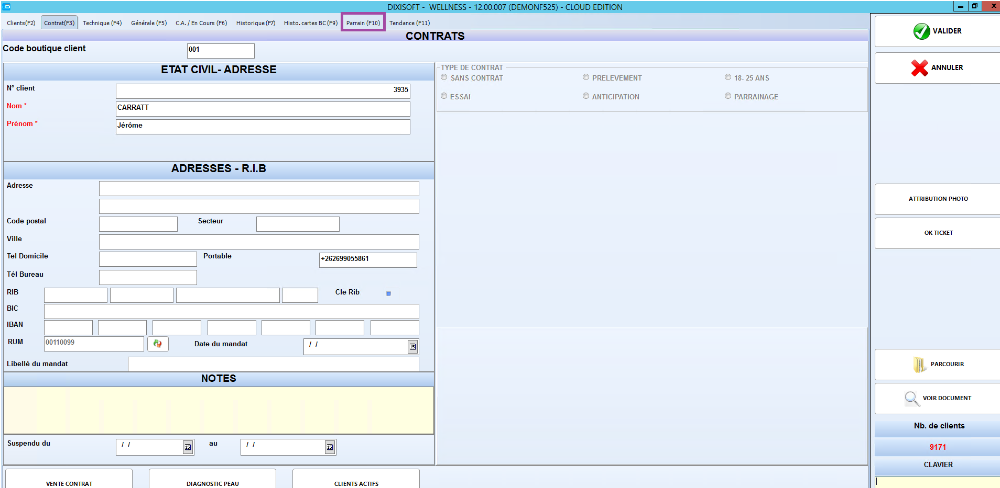 DIXISOFT - WELLNESS - 12.00.007 (DEMONF525) - CLOUD EDITION
Clients(F2) Contrat(F3) Technique (F4) Générale (F5) C.A. / En Cours (F6) Historique (F7) Histo. cartes BC (F9) Parrain (F10) Tendance (F11)
CONTRATS
Code boutique client 001
ETAT CIVIL- ADRESSE
N° client 3935
Nom * CARRATT
Prénom * Jérôme
ADRESSES - R.I.B
Adresse
Code postal Secteur
Ville
Tel Domicile Portable +262699055861
Tél Bureau
RIB Cle Rib
BIC
IBAN
RUM 00110099 Date du mandat / / 15
Libellé du mandat
NOTES
Suspendu du / / 15 au / / 15
VENTE CONTRAT DIAGNOSTIC PEAU CLIENTS ACTIFS
TYPE DE CONTRAT
SANS CONTRAT PRELEVEMENT 18- 25 ANS
ESSAI ANTICIPATION PARRAINAGE
VALIDER
ANNULER
ATTRIBUTION PHOTO
OK TICKET
PARCOURIR
VOIR DOCUMENT
Nb. de clients
9171
CLAVIER